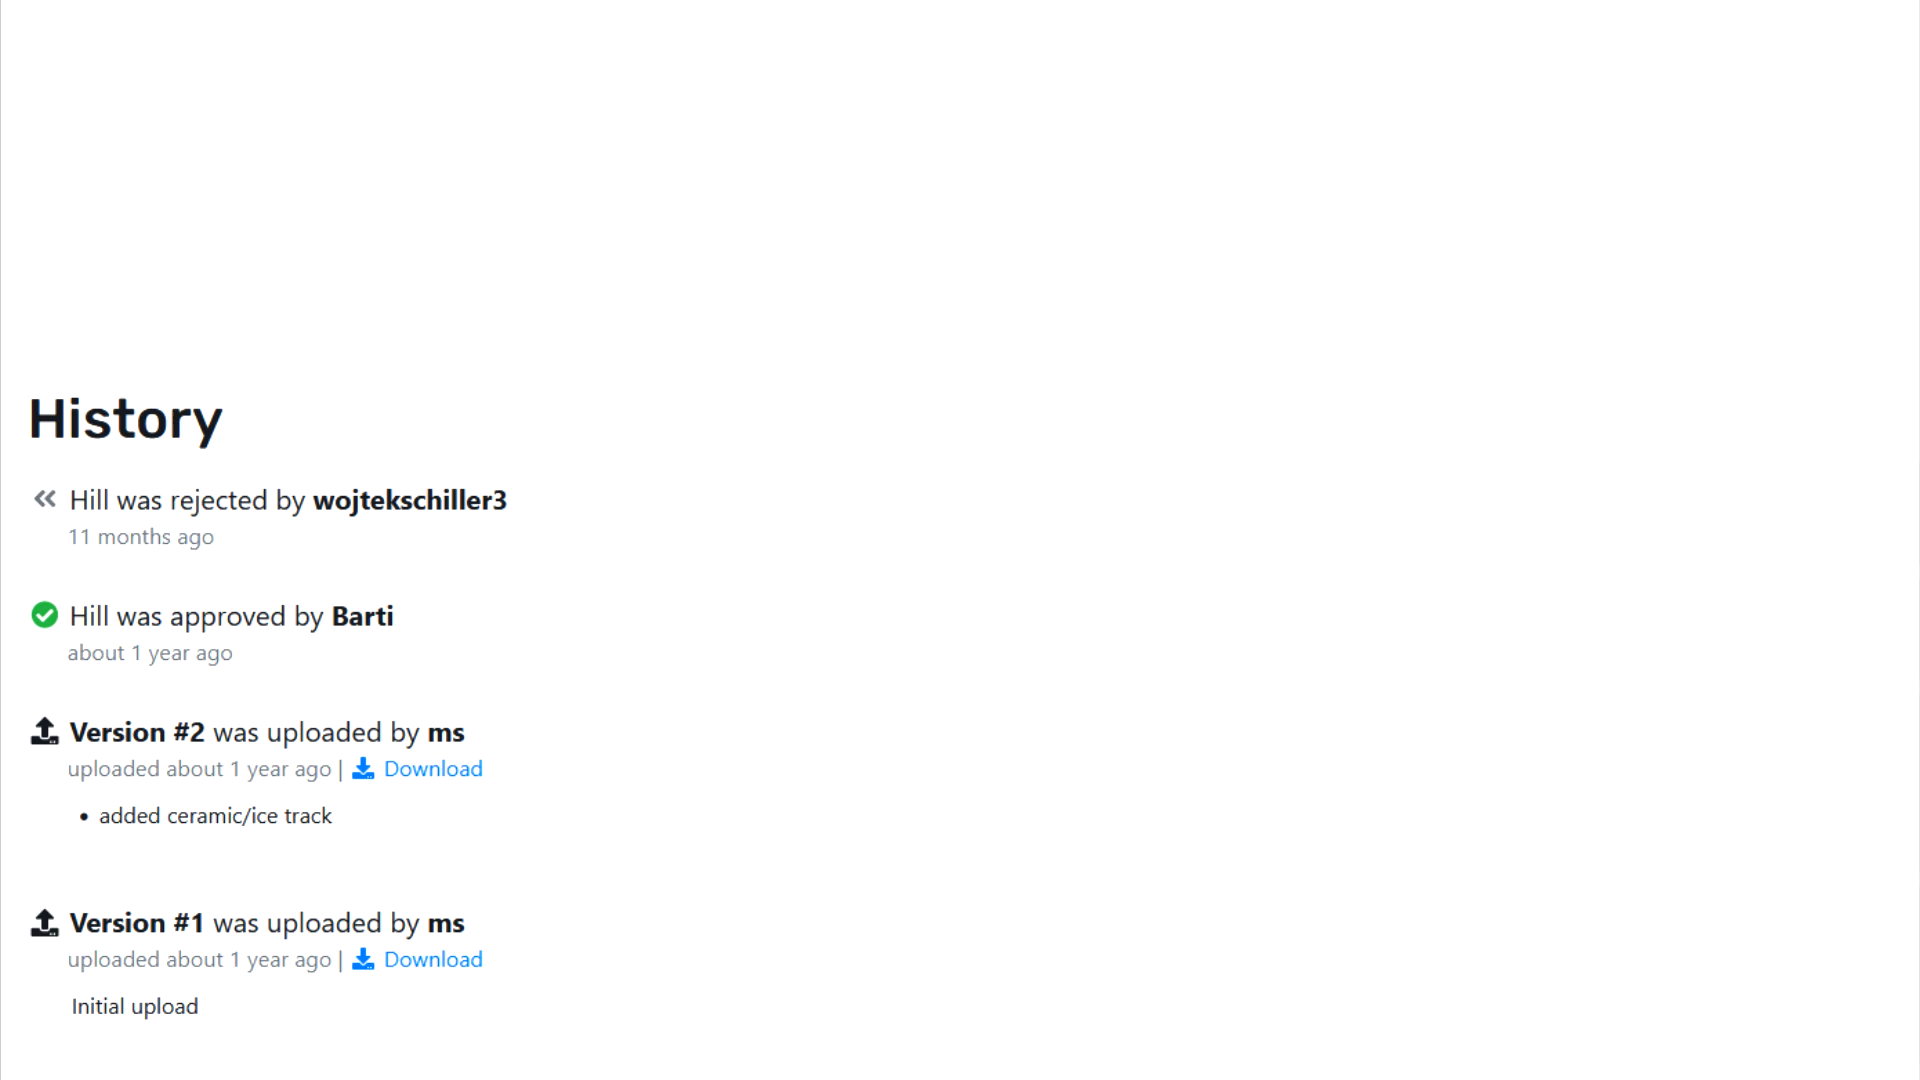 History
Hill was rejected by wojtekschiller3
11 months ago
Hill was approved by Barti
about 1 year ago
Version #2 was uploaded by ms
uploaded about 1 year ago | Download
• added ceramic/ice track
Version #1 was uploaded by ms
uploaded about 1 year ago | Download
Initial upload